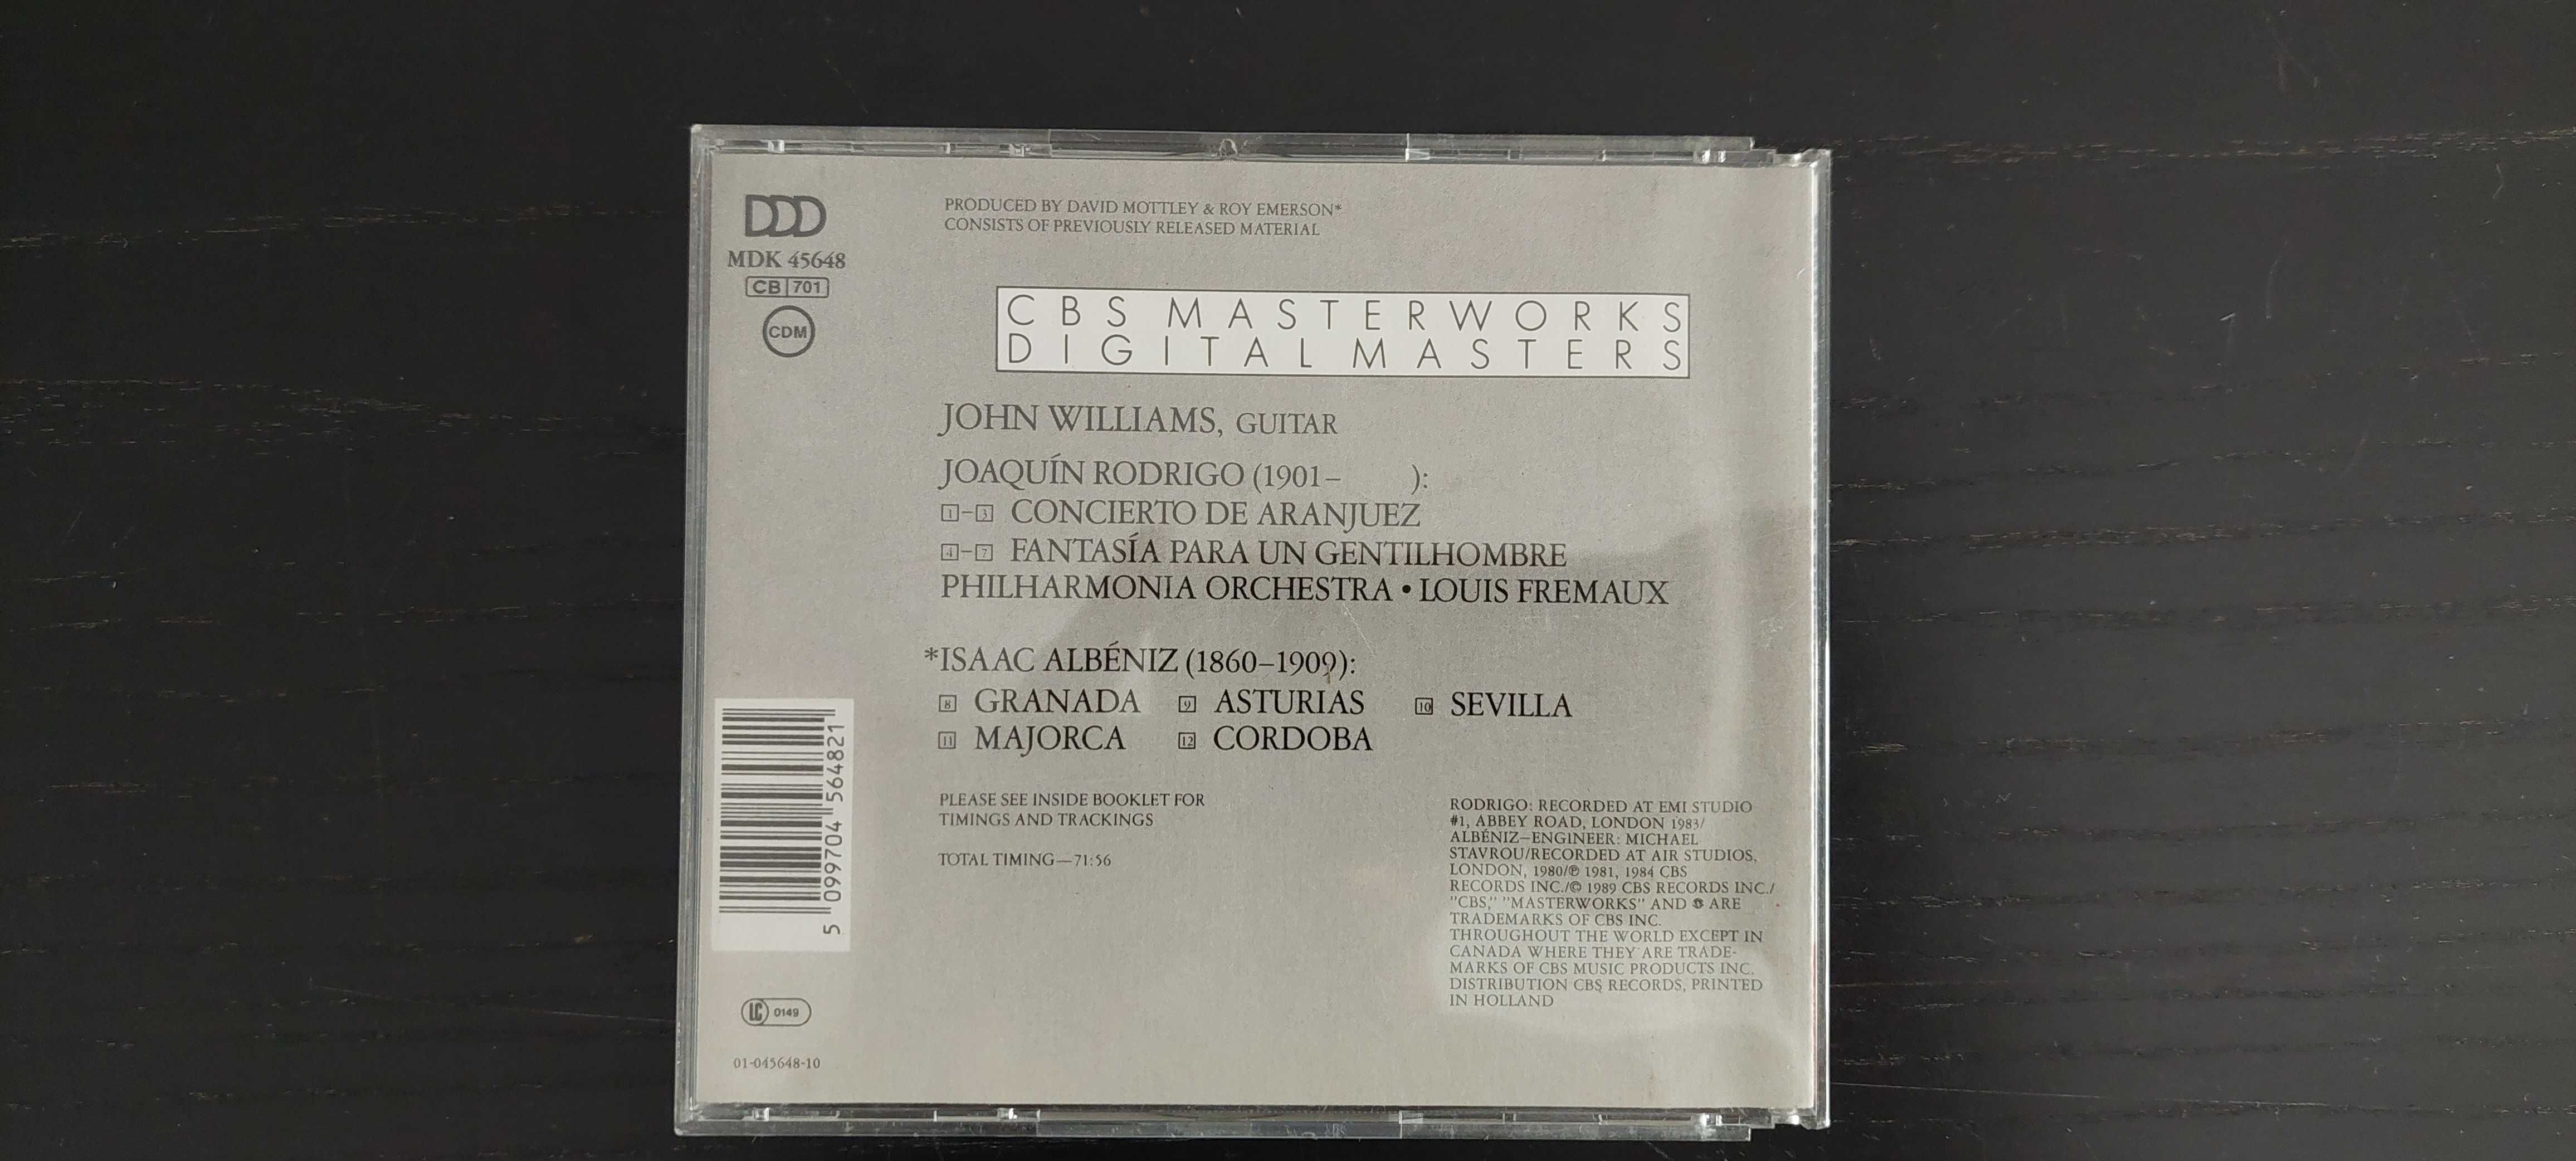 DDD
MDK 45648
CB 701
CDM
PRODUCED BY DAVID MOTTLEY & ROY EMERSON*
CONSISTS OF PREVIOUSLY RELEASED MATERIAL
CBS MASTERWORKS
DIGITAL MASTERS
JOHN WILLIAMS, GUITAR
JOAQUÍN RODRIGO (1901– ):
1–3 CONCIERTO DE ARANJUEZ
4–7 FANTASÍA PARA UN GENTILHOMBRE
PHILHARMONIA ORCHESTRA • LOUIS FREMAUX
*ISAAC ALBÉNIZ (1860–1909):
8 GRANADA 9 ASTURIAS 10 SEVILLA
11 MAJORCA 12 CORDOBA
PLEASE SEE INSIDE BOOKLET FOR
TIMINGS AND TRACKINGS
TOTAL TIMING—71:56
RODRIGO: RECORDED AT EMI STUDIO
#1, ABBEY ROAD, LONDON 1983/
ALBÉNIZ—ENGINEER: MICHAEL
STAVROU/RECORDED AT AIR STUDIOS,
LONDON, 1980/℗ 1981, 1984 CBS
RECORDS INC./© 1989 CBS RECORDS INC./
"CBS," "MASTERWORKS" AND ARE
TRADEMARKS OF CBS INC.
THROUGHOUT THE WORLD EXCEPT IN
CANADA WHERE THEY ARE TRADE-
MARKS OF CBS MUSIC PRODUCTS INC.
DISTRIBUTION CBS RECORDS, PRINTED
IN HOLLAND
5 099704 564821
LC 0149
01-045648-10